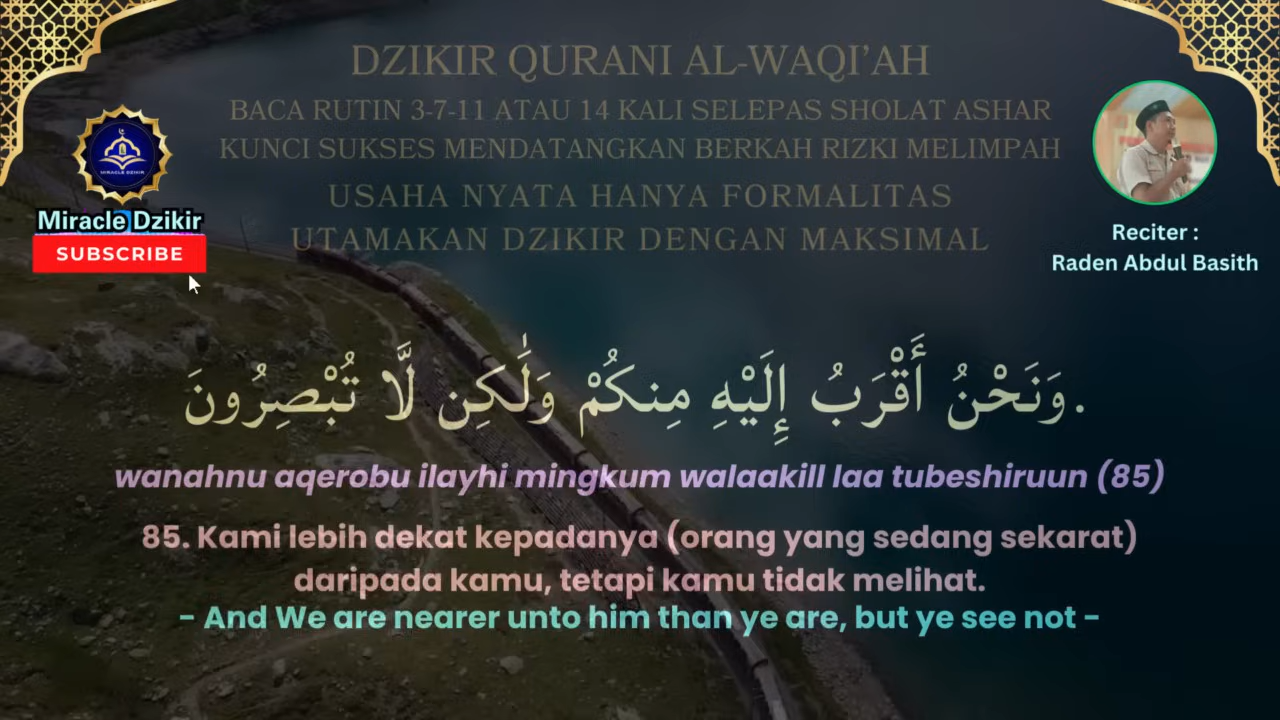 DZIKIR QURANI AL-WAQI'AH
BACA RUTIN 3-7-11 ATAU 14 KALI SELEPAS SHOLAT ASHAR
KUNCI SUKSES MENDATANGKAN BERKAH RIZKI MELIMPAH
USAHA NYATA HANYA FORMALITAS
UTAMAKAN DZIKIR DENGAN MAKSIMAL
MIRACLE DZIKIR
Miracle Dzikir
SUBSCRIBE
Reciter :
Raden Abdul Basith
وَنَحْنُ أَقْرَبُ إِلَيْهِ مِنكُمْ وَلَٰكِن لَّا تُبْصِرُونَ.
wanahnu aqerobu ilayhi mingkum walaakill laa tubeshiruun (85)
85. Kami lebih dekat kepadanya (orang yang sedang sekarat)
daripada kamu, tetapi kamu tidak melihat.
- And We are nearer unto him than ye are, but ye see not -